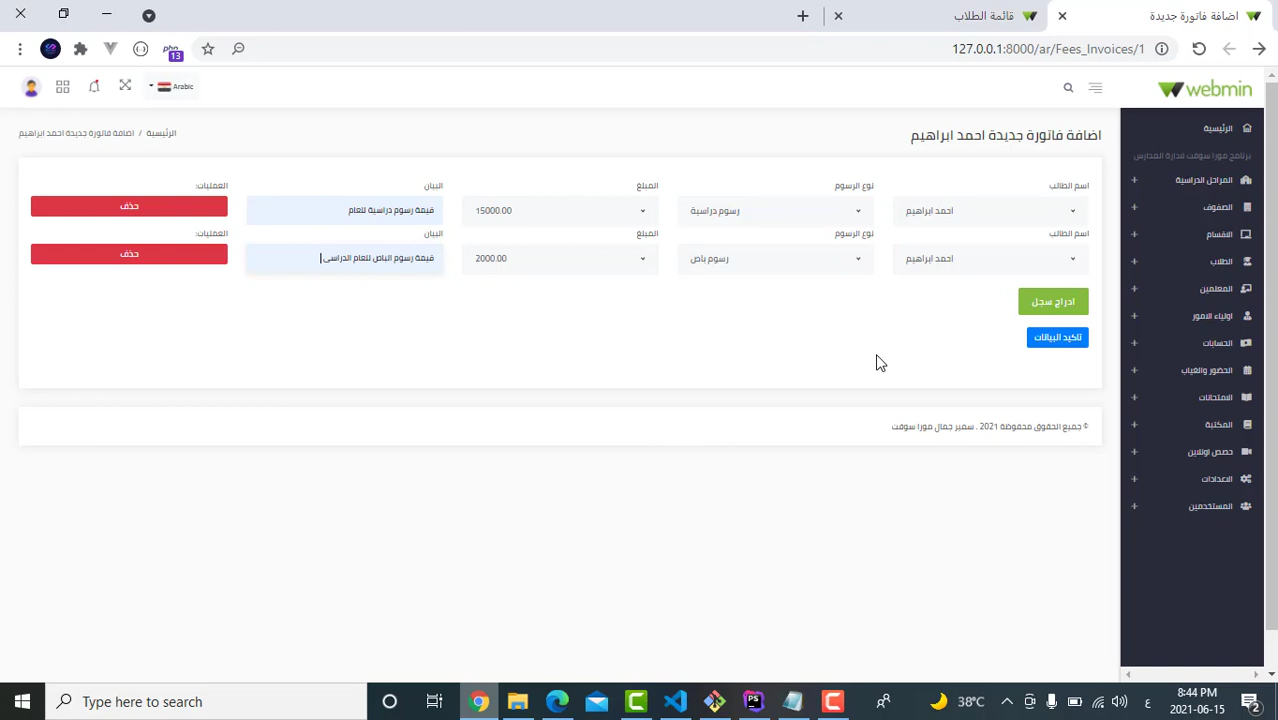 اضافة فاتورة جديدة
قائمة الطلاب
127.0.0.1:8000/ar/Fees_Invoices/1
php
13
webmin
Arabic
الرئيسية
برنامج مورا سوفت لادارة المدارس
المراحل الدراسية
الصفوف
الاقسام
الطلاب
المعلمين
اولياء الامور
الحسابات
الحضور والغياب
الامتحانات
المكتبة
حصص اونلاين
الاعدادات
المستخدمين
اضافة فاتورة جديدة احمد ابراهيم
الرئيسية / اضافة فاتورة جديدة احمد ابراهيم
اسم الطالب نوع الرسوم المبلغ البيان العمليات:
احمد ابراهيم رسوم دراسية 15000.00 قيمة رسوم دراسية للعام حذف
اسم الطالب نوع الرسوم المبلغ البيان العمليات:
احمد ابراهيم رسوم باص 2000.00 قيمة رسوم الباص للعام الدراسى حذف
ادراج سجل
تاكيد البيانات
© جميع الحقوق محفوظة 2021 . سمير جمال مورا سوفت
Type here to search
38°C
ع
8:44 PM
2021-06-15
2